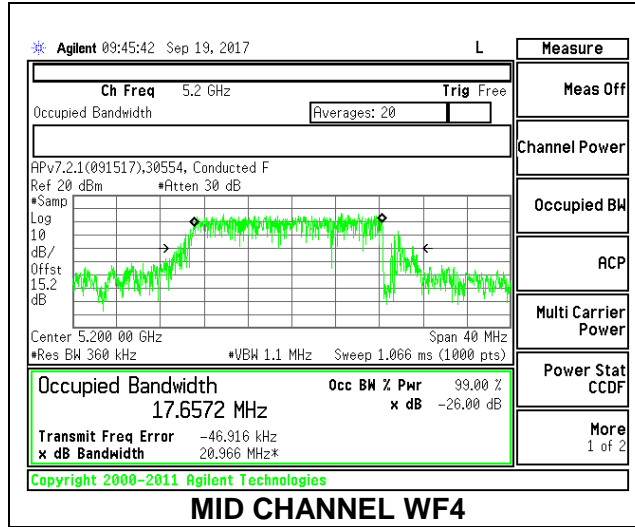 Agilent 09:45:42 Sep 19, 2017 L
Measure
Ch Freq 5.2 GHz Trig Free
Occupied Bandwidth Averages: 20
Meas Off
Channel Power
Occupied BW
ACP
Multi Carrier
Power
Power Stat
CCDF
More
1 of 2
APv7.2.1(091517),30554, Conducted F
Ref 20 dBm #Atten 30 dB
#Samp
Log
10
dB/
Offst
15.2
dB
Center 5.200 00 GHz Span 40 MHz
#Res BW 360 kHz #VBW 1.1 MHz Sweep 1.066 ms (1000 pts)
Occupied Bandwidth Occ BW % Pwr 99.00 %
17.6572 MHz x dB -26.00 dB
Transmit Freq Error -46.916 kHz
x dB Bandwidth 20.966 MHz*
Copyright 2000-2011 Agilent Technologies
MID CHANNEL WF4